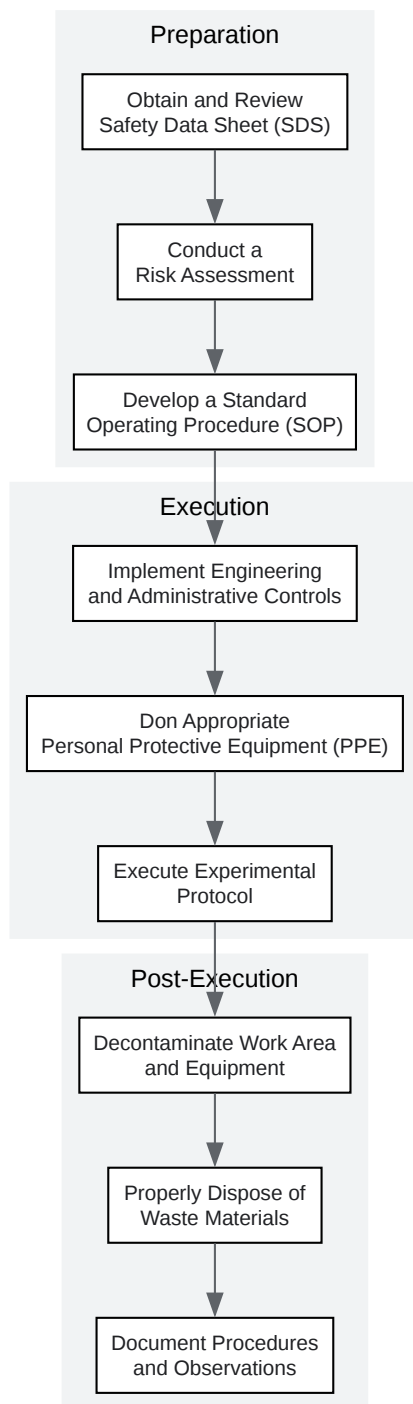 Preparation
Obtain and Review
Safety Data Sheet (SDS)
Conduct a
Risk Assessment
Develop a Standard
Operating Procedure (SOP)
Execution
Implement Engineering
and Administrative Controls
Don Appropriate
Personal Protective Equipment (PPE)
Execute Experimental
Protocol
Post-Execution
Decontaminate Work Area
and Equipment
Properly Dispose of
Waste Materials
Document Procedures
and Observations